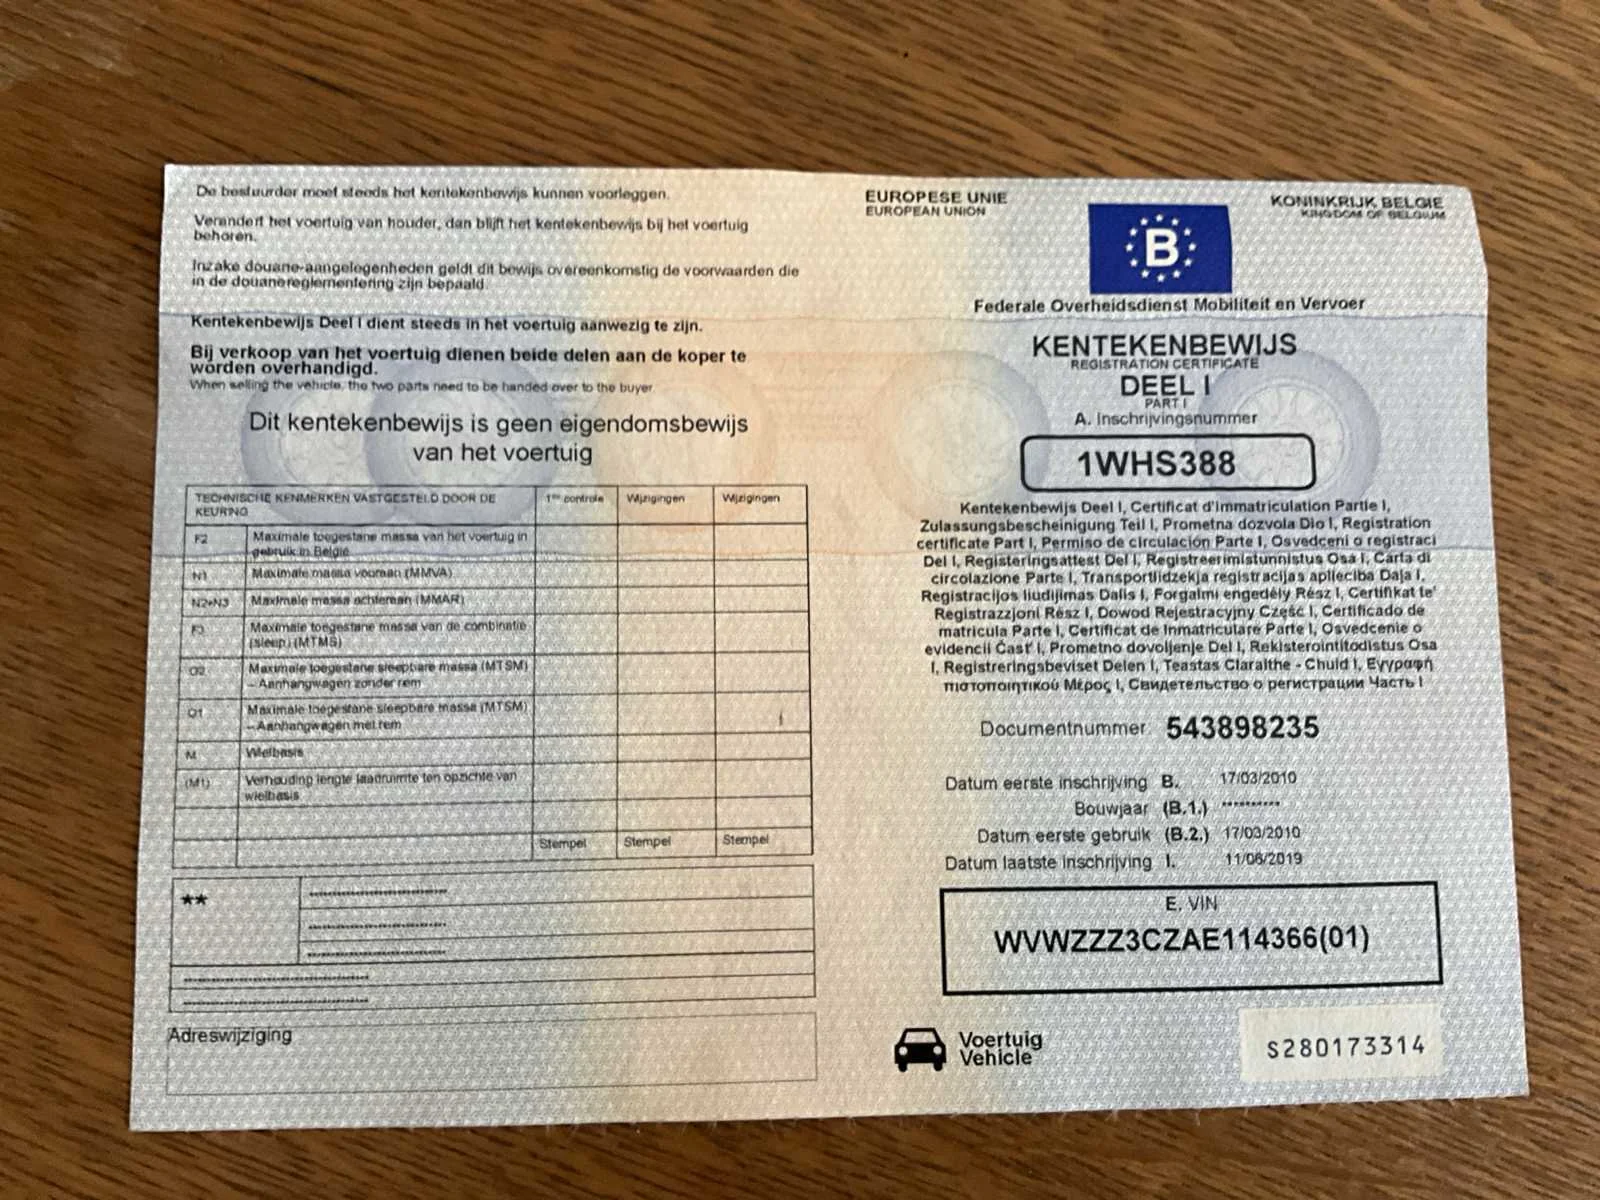 De bestuurder moet steeds het kentekenbewijs kunnen voorleggen.
Verandert het voertuig van houder, dan blijft het kentekenbewijs bij het voertuig
behoren.
Inzake douane-aangelegenheden geldt dit bewijs overeenkomstig de voorwaarden die
in de douanereglementering zijn bepaald.
Kentekenbewijs Deel I dient steeds in het voertuig aanwezig te zijn.
Bij verkoop van het voertuig dienen beide delen aan de koper te
worden overhandigd.
When selling the vehicle, the two parts need to be handed over to the buyer.
Dit kentekenbewijs is geen eigendomsbewijs
van het voertuig
TECHNISCHE KENMERKEN VASTGESTELD DOOR DE
KEURING
1ste controle
Wijzigingen
Wijzigingen
F2 Maximale toegestane massa van het voertuig in
gebruik in België
N1 Maximale massa vooraan (MMVA)
N2+N3 Maximale massa achteraan (MMAR)
F3 Maximale toegestane massa van de combinatie
(sleep) (MTMS)
O2 Maximale toegestane sleepbare massa (MTSM)
– Aanhangwagen zonder rem
O1 Maximale toegestane sleepbare massa (MTSM)
– Aanhangwagen met rem
M Wielbasis
(M1) Verhouding lengte laadruimte ten opzichte van
wielbasis
Stempel Stempel Stempel
**
Adreswijziging
EUROPESE UNIE
EUROPEAN UNION
B
KONINKRIJK BELGIE
KINGDOM OF BELGIUM
Federale Overheidsdienst Mobiliteit en Vervoer
KENTEKENBEWIJS
REGISTRATION CERTIFICATE
DEEL I
PART I
A. Inschrijvingsnummer
1WHS388
Kentekenbewijs Deel I, Certificat d'Immatriculation Partie I,
Zulassungsbescheinigung Teil I, Prometna dozvola Dio I, Registration
certificate Part I, Permiso de circulación Parte I, Osvedceni o registraci
Del I, Registeringsattest Del I, Registreerimistunnistus Osa I, Carta di
circolazione Parte I, Transportlidzekja registracijas aplieciba Daja I,
Registracijos liudijimas Dalis I, Forgalmi engedély Rész I, Certifikat te'
Registrazzjoni Rész I, Dowod Rejestracyjny Część I, Certificado de
matricula Parte I, Certificat de Inmatriculare Parte I, Osvedcenie o
evidencii Časť I, Prometno dovoljenje Del I, Rekisterointitodistus Osa
I, Registreringsbeviset Delen I, Teastas Claraithe - Chuid I, Εγγραφή
πιστοποιητικού Μέρος I, Свидетельство о регистрации Часть I
Documentnummer 543898235
Datum eerste inschrijving B. 17/03/2010
Bouwjaar (B.1.) **********
Datum eerste gebruik (B.2.) 17/03/2010
Datum laatste inschrijving I. 11/06/2019
E. VIN
WVWZZZ3CZAE114366(01)
Voertuig
Vehicle
S280173314